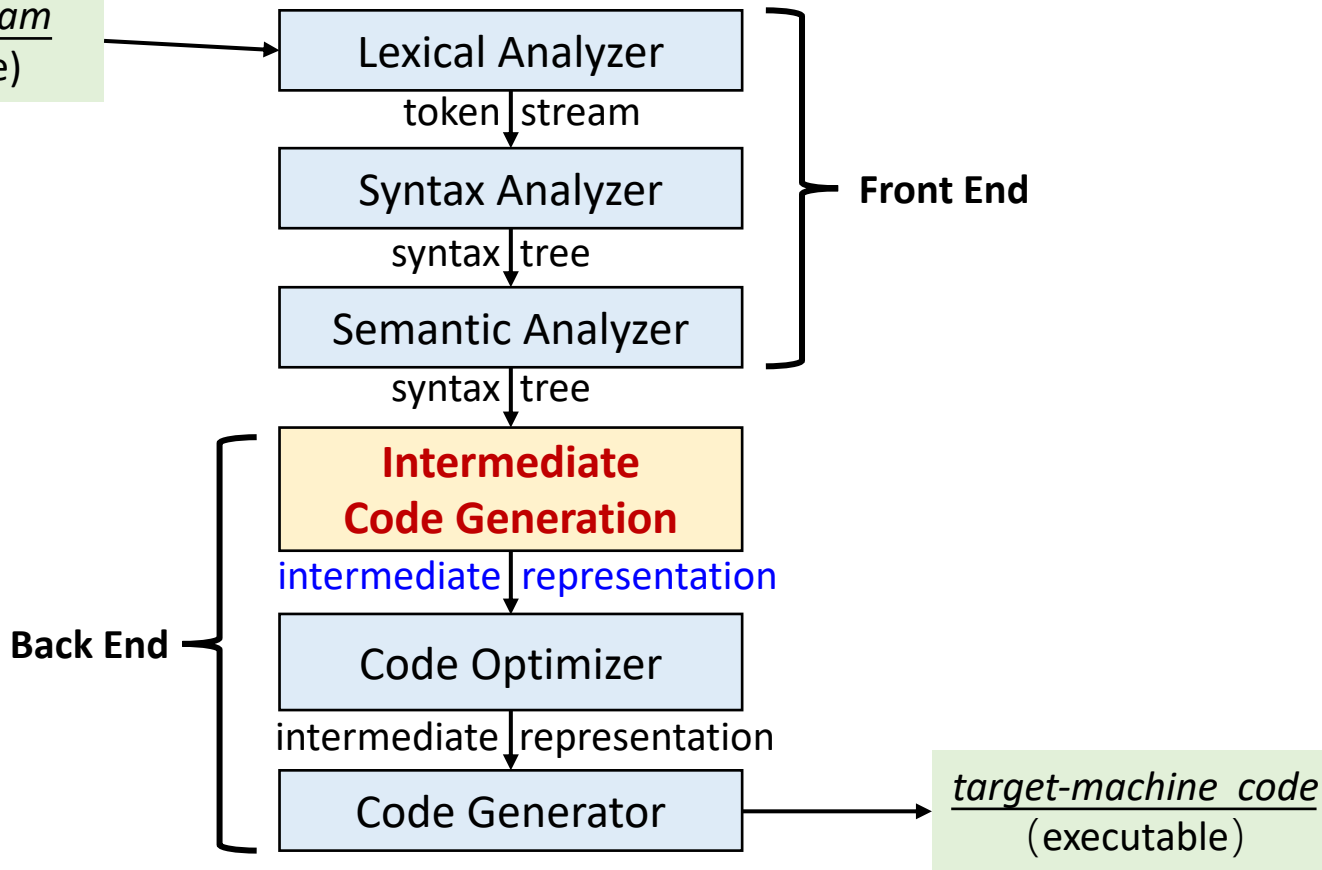 am
e)
Lexical Analyzer
token stream
Syntax Analyzer
Front End
syntax tree
Semantic Analyzer
syntax tree
Intermediate
Code Generation
intermediate representation
Back End
Code Optimizer
intermediate representation
Code Generator
target-machine code
(executable)